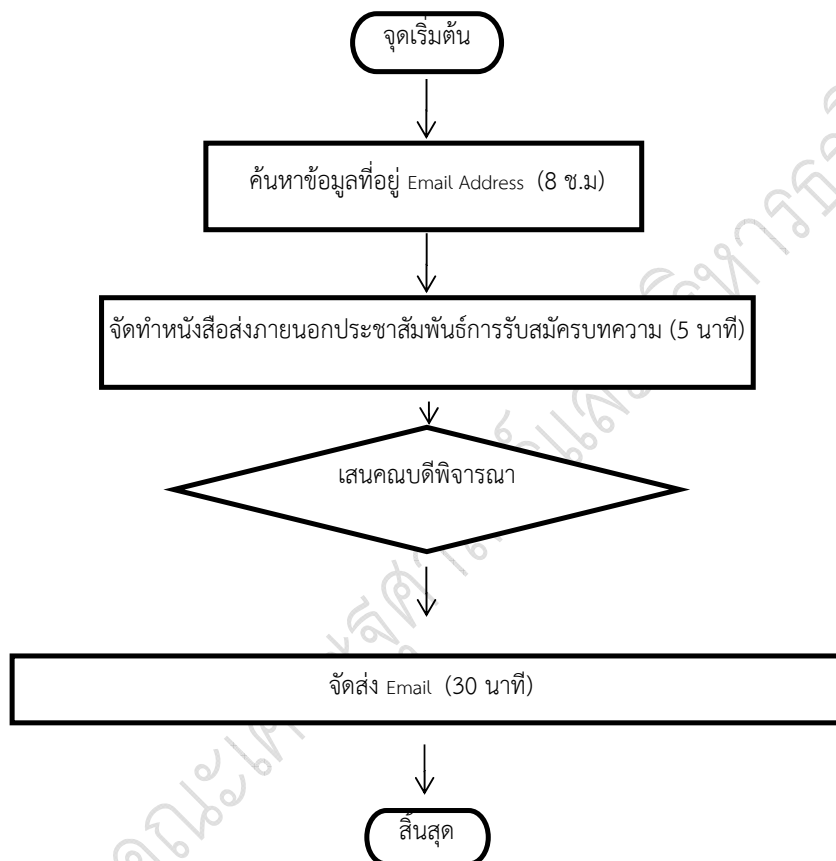 จุดเริ่มต้น
ค้นหาข้อมูลที่อยู่ Email Address (8 ช.ม)
จัดทำหนังสือส่งภายนอกประชาสัมพันธ์การรับสมัครบทความ (5 นาที)
เสนคณบดีพิจารณา
จัดส่ง Email (30 นาที)
สิ้นสุด